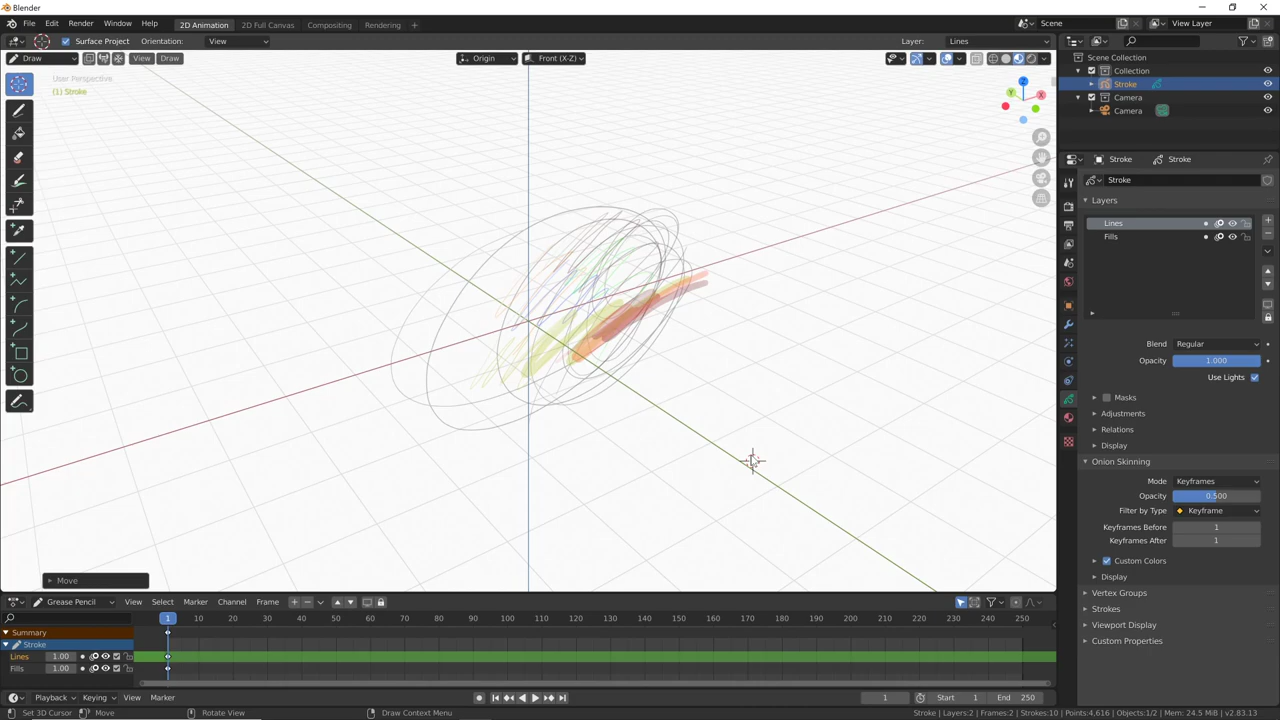 Blender
File Edit Render Window Help 2D Animation 2D Full Canvas Compositing Rendering + Scene View Layer
Surface Project Orientation: View Layer: Lines
Draw View Draw Origin Front (X-Z)
User Perspective
(1) Stroke
Z
Y
X
Move
Scene Collection
Collection
Stroke
Camera
Camera
Stroke Stroke
Stroke
Layers
Lines
Fills
Blend Regular
Opacity 1.000
Use Lights
Masks
Adjustments
Relations
Display
Onion Skinning
Mode Keyframes
Opacity 0.500
Filter by Type Keyframe
Keyframes Before 1
Keyframes After 1
Custom Colors
Display
Vertex Groups
Strokes
Viewport Display
Custom Properties
Grease Pencil View Select Marker Channel Frame
1 10 20 30 40 50 60 70 80 90 100 110 120 130 140 150 160 170 180 190 200 210 220 230 240 250
Summary
Stroke
Lines 1.00
Fills 1.00
Playback Keying View Marker 1 Start 1 End 250
Set 3D Cursor Move Rotate View Draw Context Menu Stroke | Layers:2 | Frames:2 | Strokes:10 | Points:4,616 | Objects:1/2 | Mem: 24.5 MiB | v2.83.13